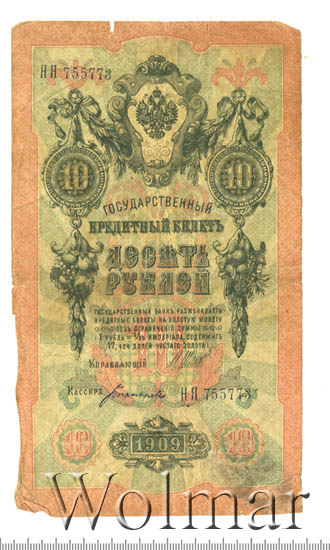 НЯ 755773
10 10
ГОСУДАРСТВЕННЫЙ
КРЕДИТНЫЙ БИЛЕТЪ
ДЕСЯТЬ
РУБЛЕЙ
ГОСУДАРСТВЕННЫЙ БАНКЪ РАЗМѢНИВАЕТЪ
КРЕДИТНЫЕ БИЛЕТЫ НА ЗОЛОТУЮ МОНЕТУ
БЕЗЪ ОГРАНИЧЕНІЯ СУММЫ
1 РУБЛЬ = 1/15 ИМПЕРІАЛА, СОДЕРЖИТЪ
17,424 ДОЛЕЙ ЧИСТАГО ЗОЛОТА
УПРАВЛЯЮЩІЙ
10
КАССИРЪ НЯ 755773
10 1909 10
Wolmar